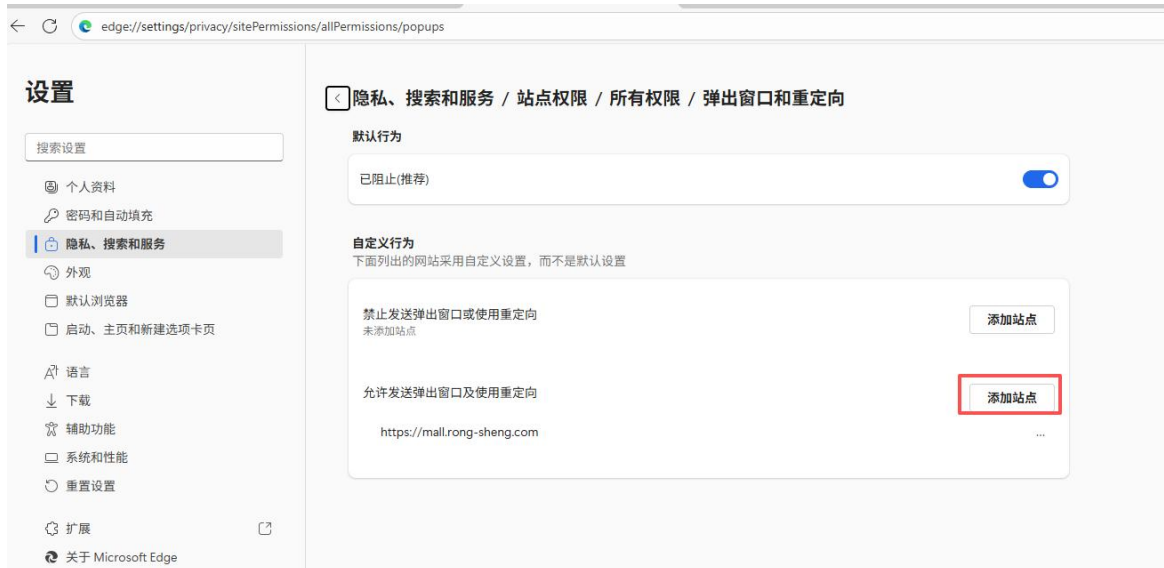 edge://settings/privacy/sitePermissions/allPermissions/popups
设置
搜索设置
个人资料
密码和自动填充
隐私、搜索和服务
外观
默认浏览器
启动、主页和新建选项卡页
语言
下载
辅助功能
系统和性能
重置设置
扩展
关于 Microsoft Edge
隐私、搜索和服务 / 站点权限 / 所有权限 / 弹出窗口和重定向
默认行为
已阻止(推荐)
自定义行为
下面列出的网站采用自定义设置，而不是默认设置
禁止发送弹出窗口或使用重定向
未添加站点
添加站点
允许发送弹出窗口及使用重定向
添加站点
https://mall.rong-sheng.com
...